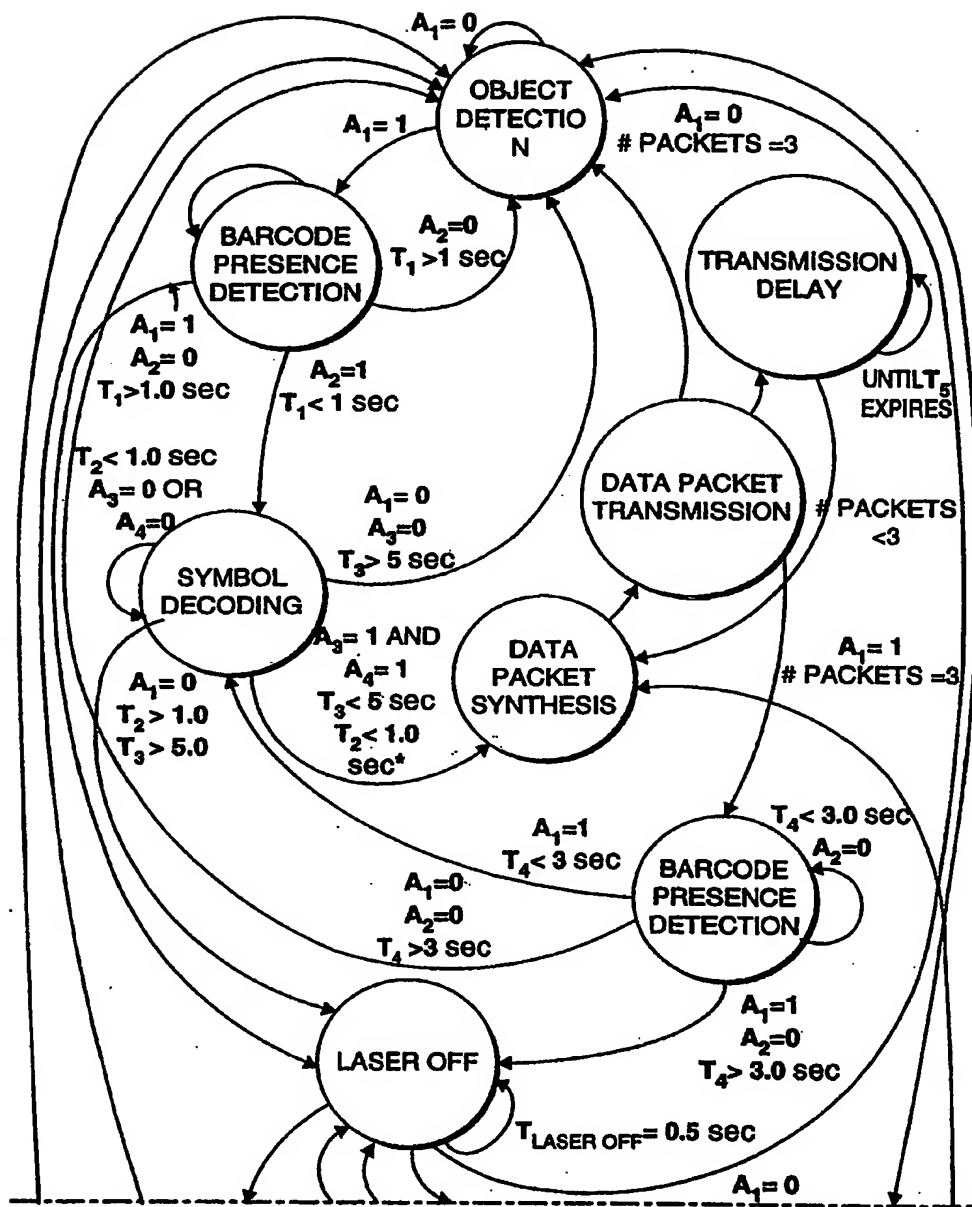 A₁= 0
OBJECT
DETECTIO
N
A₁= 1
A₁= 0
# PACKETS =3
BARCODE
PRESENCE
DETECTION
A₂=0
T₁ >1 sec
TRANSMISSION
DELAY
A₁= 1
A₂= 0
T₁>1.0 sec
A₂=1
T₁< 1 sec
UNTILT₅
EXPIRES
T₂< 1.0 sec
A₃= 0 OR
A₄=0
A₁= 0
A₃=0
T₃> 5 sec
DATA PACKET
TRANSMISSION
# PACKETS
<3
SYMBOL
DECODING
A₃= 1 AND
A₄= 1
T₃< 5 sec
T₂< 1.0
sec*
DATA
PACKET
SYNTHESIS
A₁= 1
# PACKETS =3
A₁= 0
T₂> 1.0
T₃> 5.0
A₁=1
T₄< 3 sec
T₄< 3.0 sec
A₂=0
BARCODE
PRESENCE
DETECTION
A₁=0
A₂=0
T₄ >3 sec
A₁=1
A₂=0
T₄> 3.0 sec
LASER OFF
T LASER OFF= 0.5 sec
A₁= 0